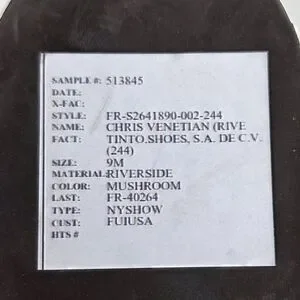 SAMPLE #: 513845
DATE:
X-FAC:
STYLE: FR-S2641890-002-244
NAME: CHRIS VENETIAN (RIVE
FACT: TINTO,SHOES, S.A. DE C.V.
(244)
SIZE: 9M
MATERIAL: RIVERSIDE
COLOR: MUSHROOM
LAST: FR-40264
TYPE: NYSHOW
CUST: FUIUSA
HTS #